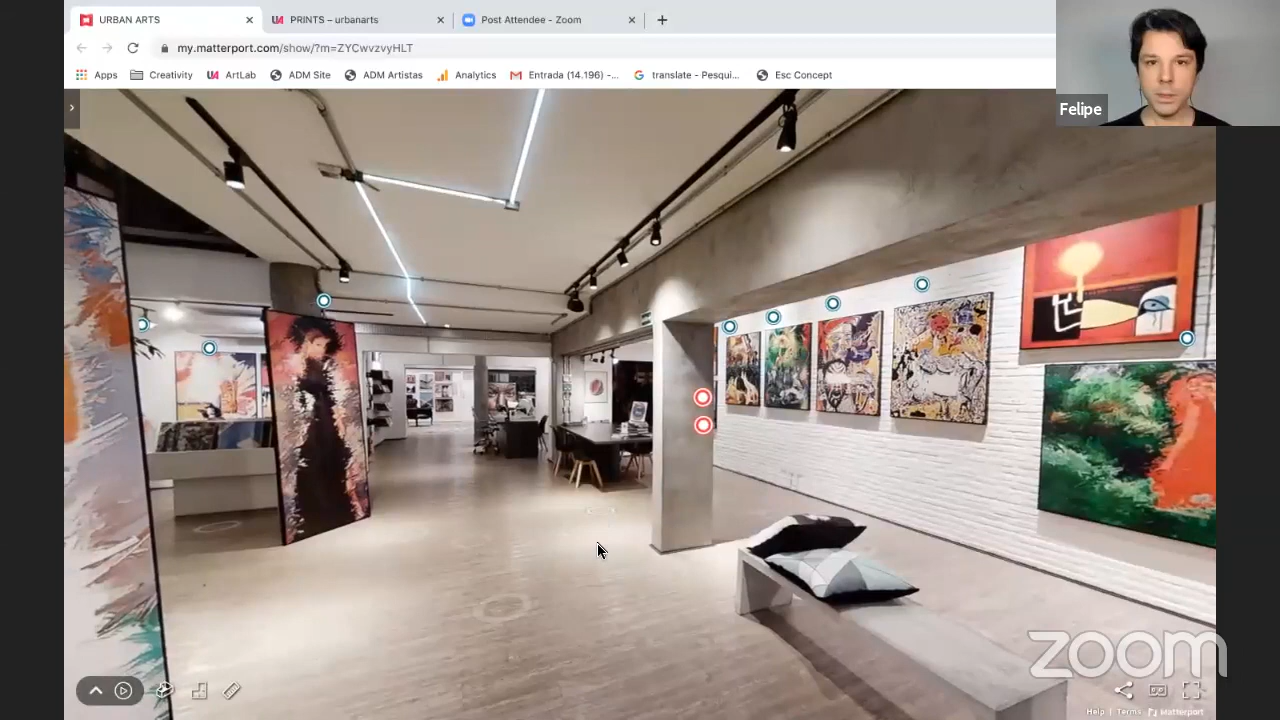 URBAN ARTS
PRINTS – urbanarts
Post Attendee - Zoom
my.matterport.com/show/?m=ZYCwvzvyHLT
Apps
Creativity
UA ArtLab
ADM Site
ADM Artistas
Analytics
Entrada (14.196) -...
translate - Pesqui...
Esc Concept
Felipe
zoom
Help | Terms
Matterport